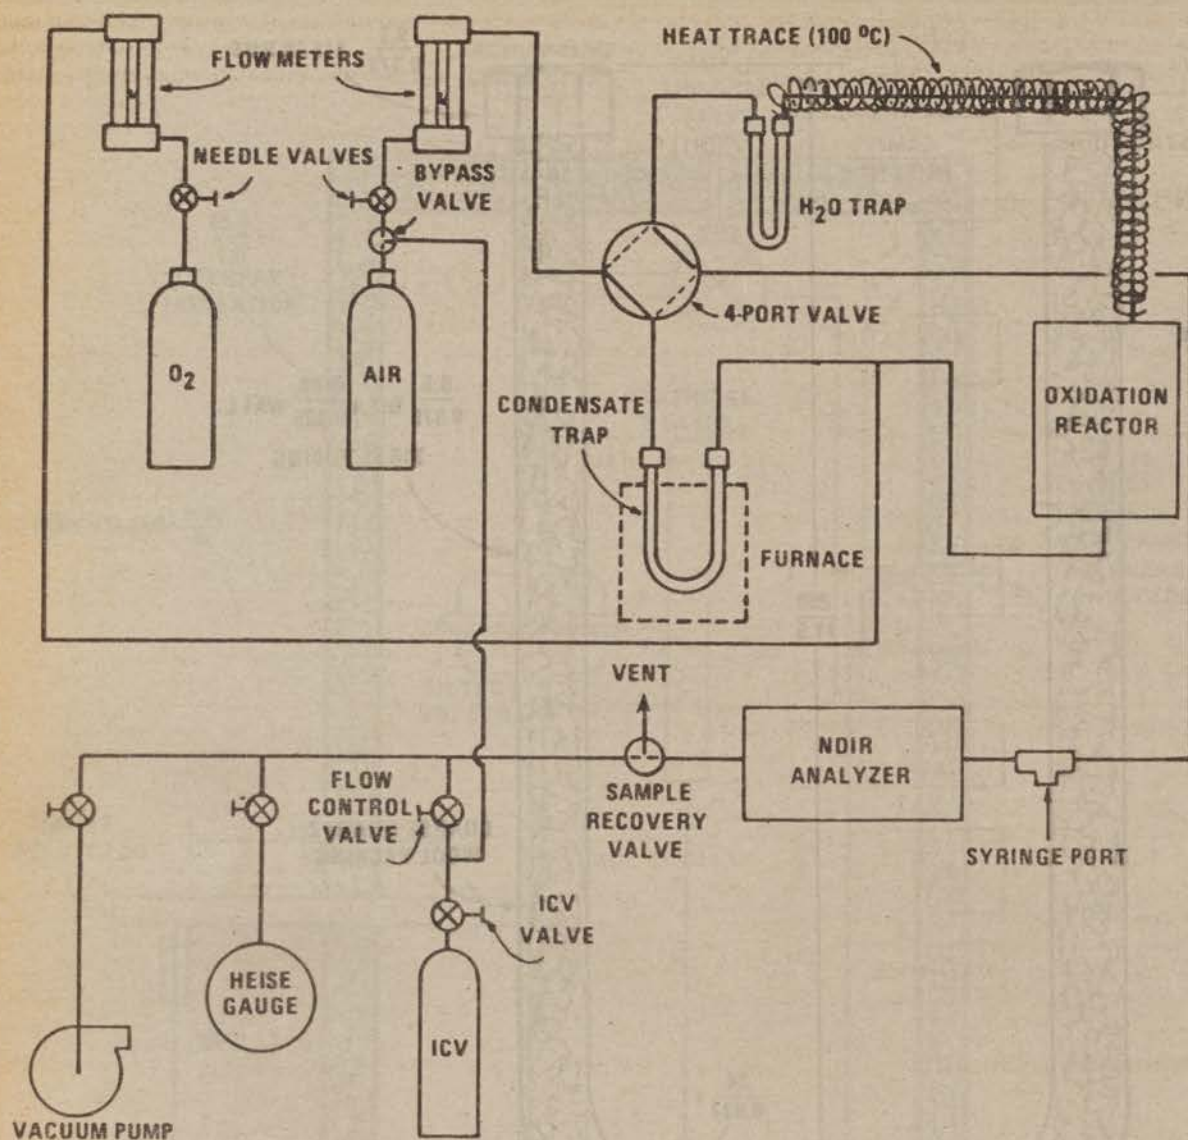 HEAT TRACE (100 °C)
FLOW METERS
NEEDLE VALVES
BYPASS
VALVE
H₂O TRAP
4-PORT VALVE
O₂
AIR
CONDENSATE
TRAP
OXIDATION
REACTOR
FURNACE
VENT
NDIR
ANALYZER
FLOW
CONTROL
VALVE
SAMPLE
RECOVERY
VALVE
SYRINGE PORT
ICV
VALVE
HEISE
GAUGE
ICV
VACUUM PUMP